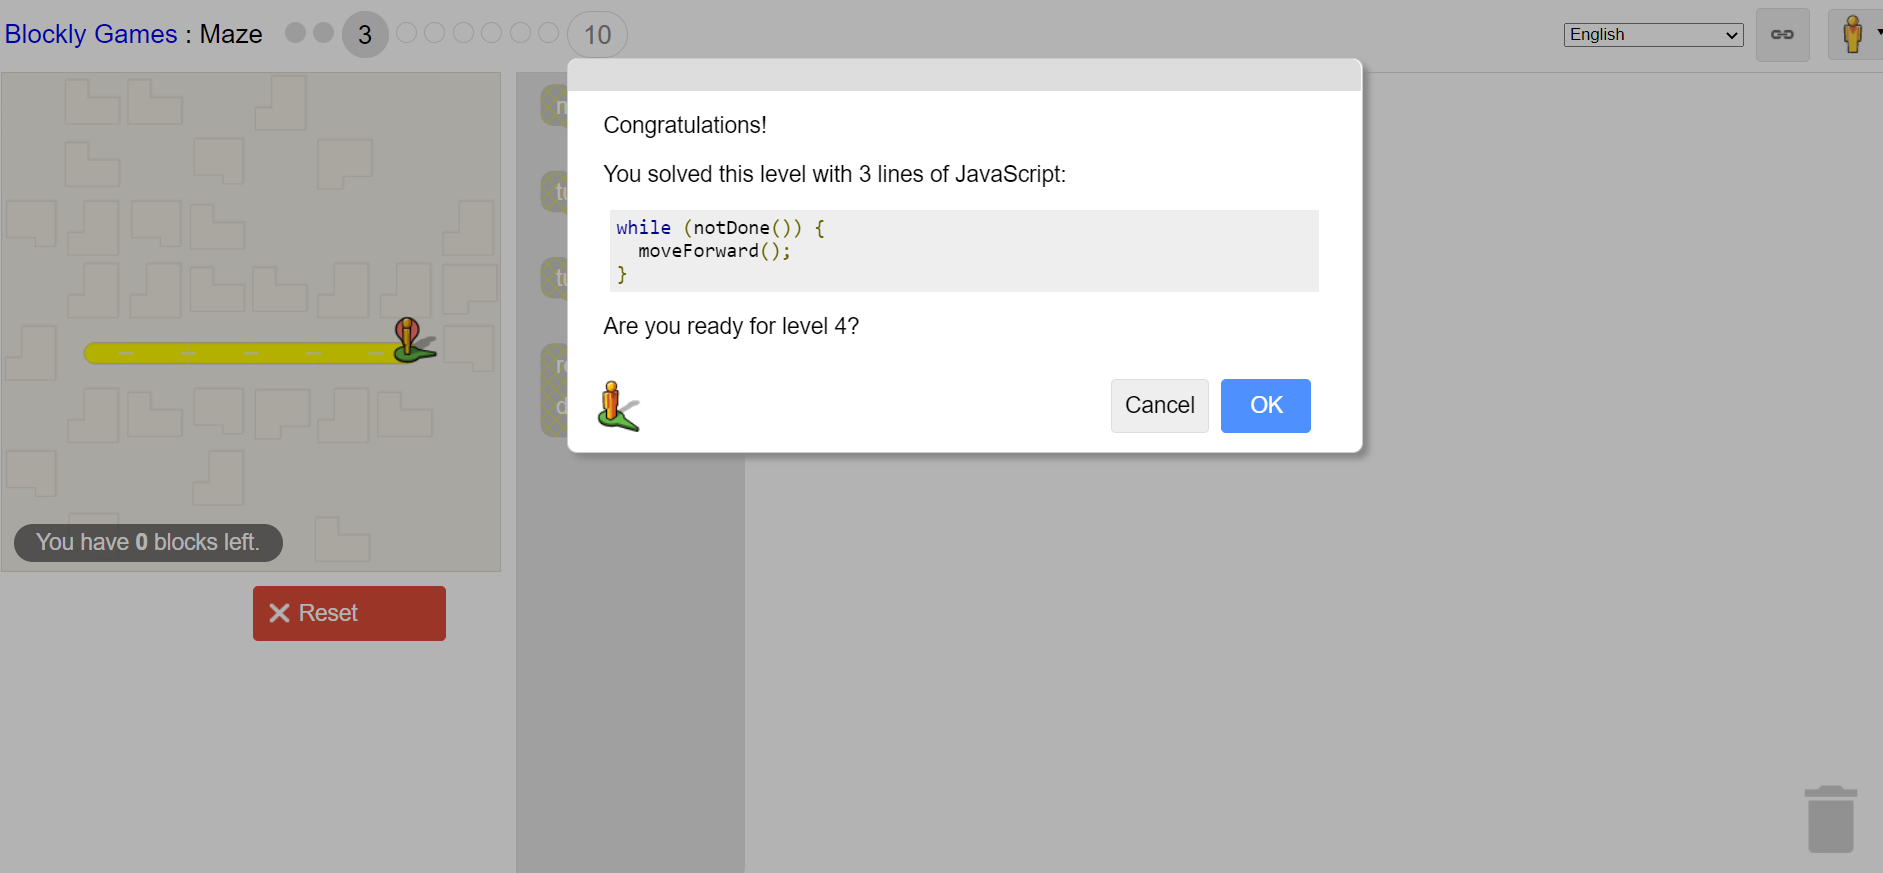 Blockly Games : Maze 3 10
English
Congratulations!
You solved this level with 3 lines of JavaScript:
while (notDone()) {
  moveForward();
}
Are you ready for level 4?
Cancel OK
You have 0 blocks left.
Reset